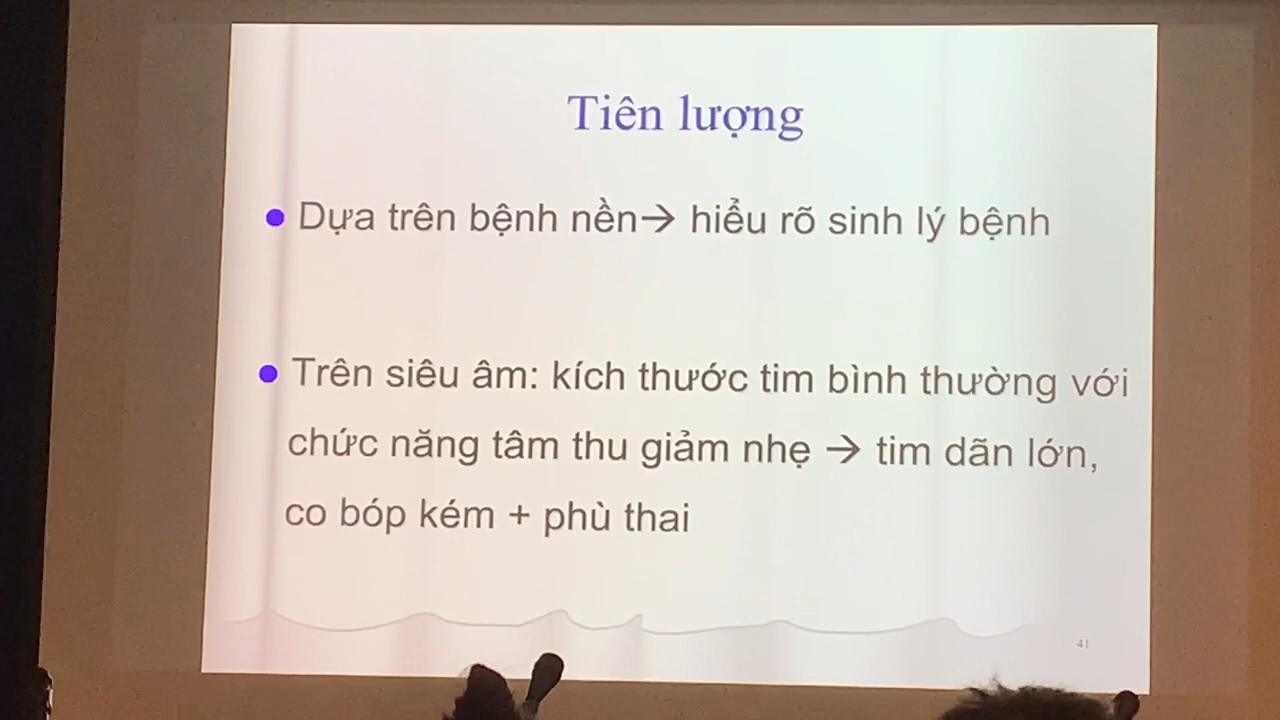 Tiên lượng
● Dựa trên bệnh nền→ hiểu rõ sinh lý bệnh
● Trên siêu âm: kích thước tim bình thường với
chức năng tâm thu giảm nhẹ → tim dãn lớn,
co bóp kém + phù thai
41